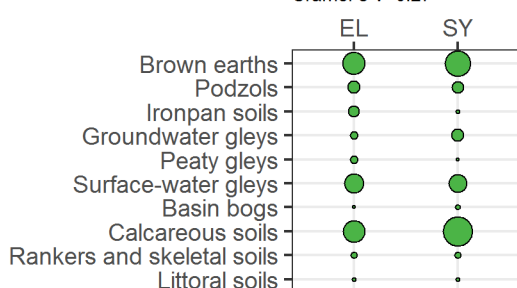 EL SY
Brown earths
Podzols
Ironpan soils
Groundwater gleys
Peaty gleys
Surface-water gleys
Basin bogs
Calcareous soils
Rankers and skeletal soils
Littoral soils